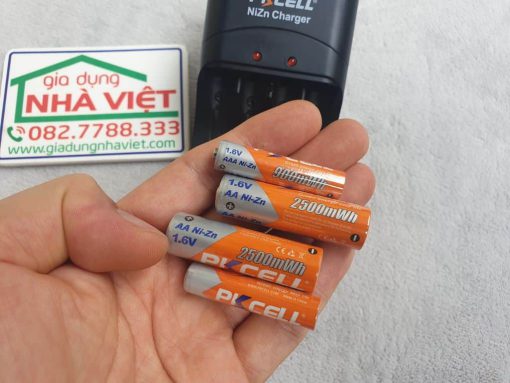 PKCELL
NiZn Charger
gia dụng
NHÀ VIỆT
082.7788.333
www.giadungnhaviet.com
1.6V
AAA Ni-Zn
900mWh
1.6V
AA Ni-Zn
2500mWh
AA Ni-Zn
1.6V
2500mWh
PKCELL
PKCELL